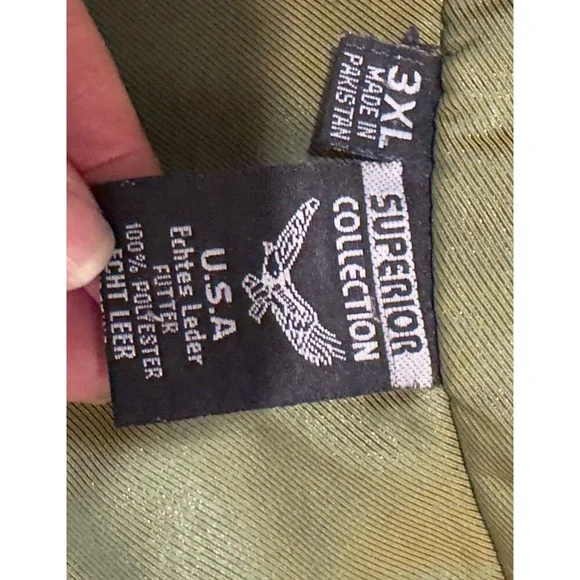 3XL
MADE IN
PAKISTAN
SUPERIOR
COLLECTION
U.S.A
Echtes Leder
FUTTER
100% POLYESTER
ECHT LEER